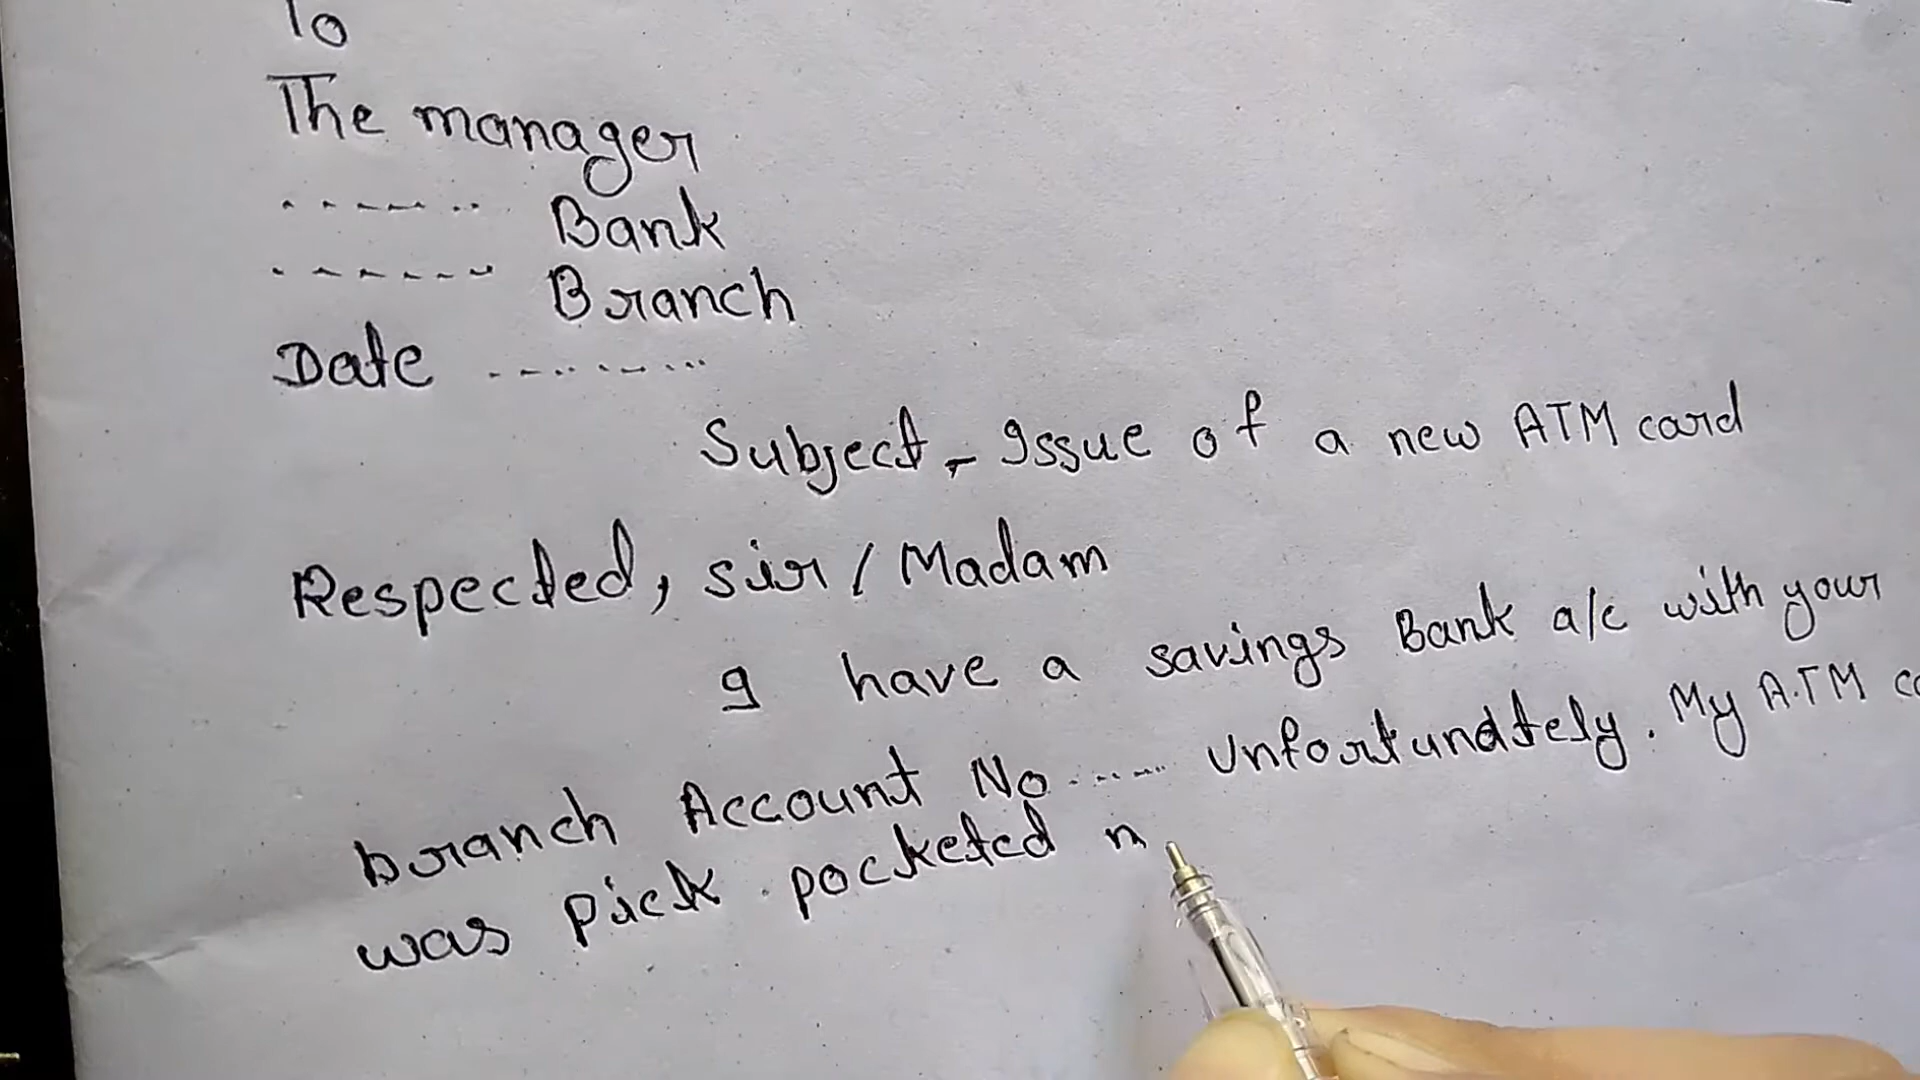 To
The manager
........ Bank
....... Branch
Date ..........
Subject - Issue of a new ATM card
Respected, sir / Madam
I have a savings Bank a/c with your
branch Account No...... Unfortunately. My A.TM
was pick pocketed